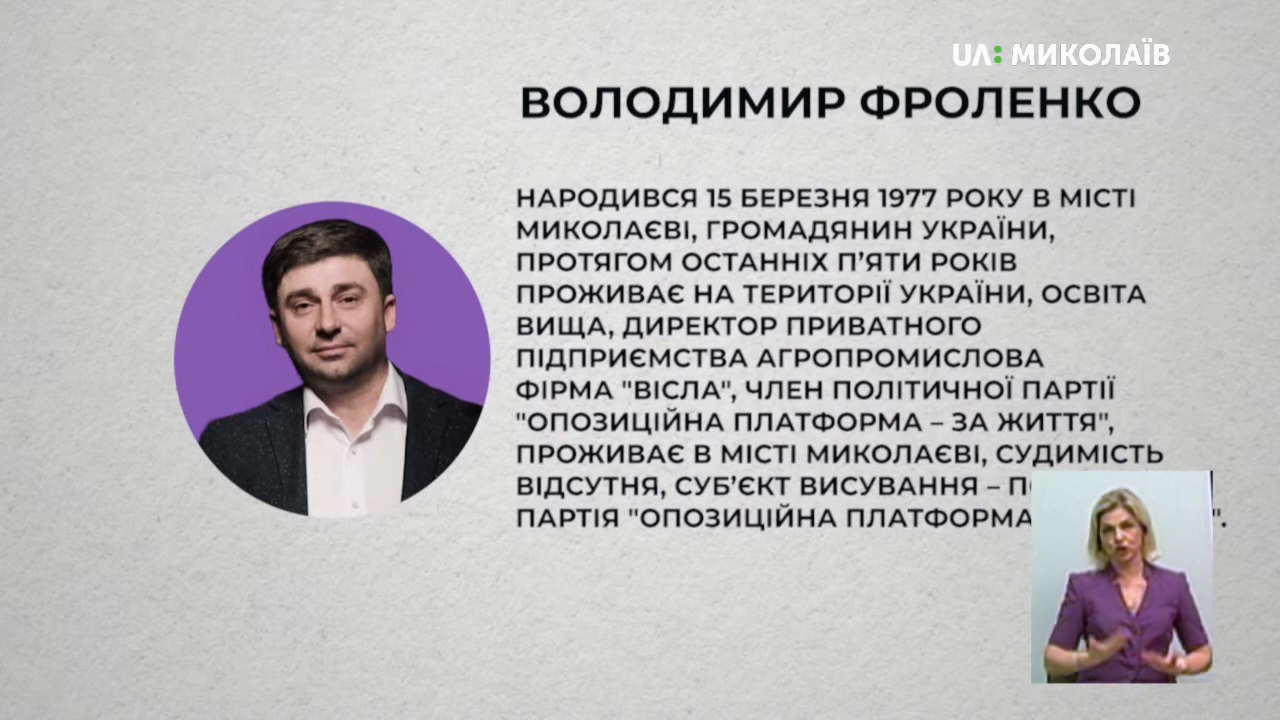 UA: МИКОЛАЇВ
ВОЛОДИМИР ФРОЛЕНКО
НАРОДИВСЯ 15 БЕРЕЗНЯ 1977 РОКУ В МІСТІ
МИКОЛАЄВІ, ГРОМАДЯНИН УКРАЇНИ,
ПРОТЯГОМ ОСТАННІХ П’ЯТИ РОКІВ
ПРОЖИВАЄ НА ТЕРИТОРІЇ УКРАЇНИ, ОСВІТА
ВИЩА, ДИРЕКТОР ПРИВАТНОГО
ПІДПРИЄМСТВА АГРОПРОМИСЛОВА
ФІРМА "ВІСЛА", ЧЛЕН ПОЛІТИЧНОЇ ПАРТІЇ
"ОПОЗИЦІЙНА ПЛАТФОРМА – ЗА ЖИТТЯ",
ПРОЖИВАЄ В МІСТІ МИКОЛАЄВІ, СУДИМІСТЬ
ВІДСУТНЯ, СУБ’ЄКТ ВИСУВАННЯ –
ПАРТІЯ "ОПОЗИЦІЙНА ПЛАТФОРМА ".